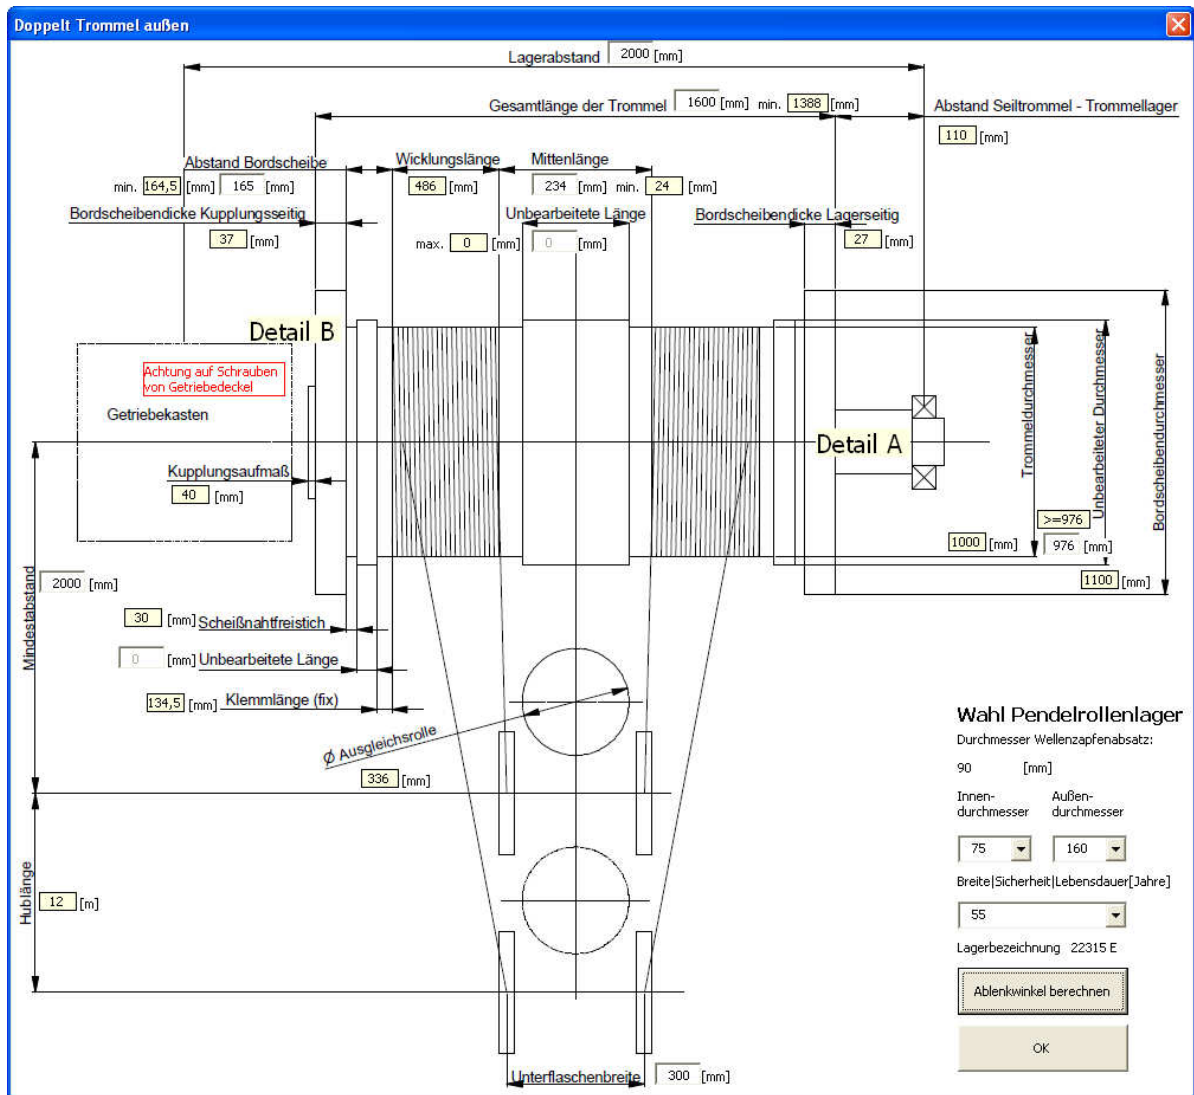 Doppelt Trommel außen
Lagerabstand 2000 [mm]
Gesamtlänge der Trommel 1600 [mm] min. 1388 [mm]
Abstand Seiltrommel - Trommellager
110 [mm]
Abstand Bordscheibe
min. 164,5 [mm] 165 [mm]
Wicklungslänge
486 [mm]
Mittenlänge
234 [mm] min. 24 [mm]
Bordscheibendicke Kupplungsseitig
37 [mm]
Unbearbeitete Länge
max. 0 [mm] 0 [mm]
Bordscheibendicke Lagerseitig
27 [mm]
Detail B
Achtung auf Schrauben
von Getriebedeckel
Getriebekasten
Kupplungsaufmaß
40 [mm]
Detail A
Trommeldurchmesser
1000 [mm]
Unbearbeiteter Durchmesser
>=976
976 [mm]
Bordscheibendurchmesser
1100 [mm]
Mindestabstand
2000 [mm]
30 [mm] Scheißnahtfreistich
0 [mm] Unbearbeitete Länge
134,5 [mm] Klemmlänge (fix)
Ø Ausgleichsrolle
336 [mm]
Hublänge
12 [m]
Unterflaschenbreite 300 [mm]
Wahl Pendelrollenlager
Durchmesser Wellenzapfenabsatz:
90 [mm]
Innen-
durchmesser
Außen-
durchmesser
75
160
Breite|Sicherheit|Lebensdauer[Jahre]
55
Lagerbezeichnung 22315 E
Ablenkwinkel berechnen
OK